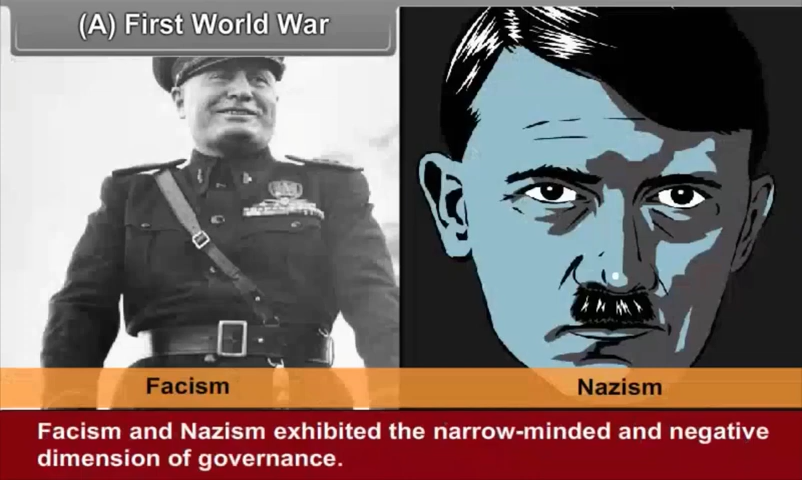 (A) First World War
Facism
Nazism
Facism and Nazism exhibited the narrow-minded and negative
dimension of governance.